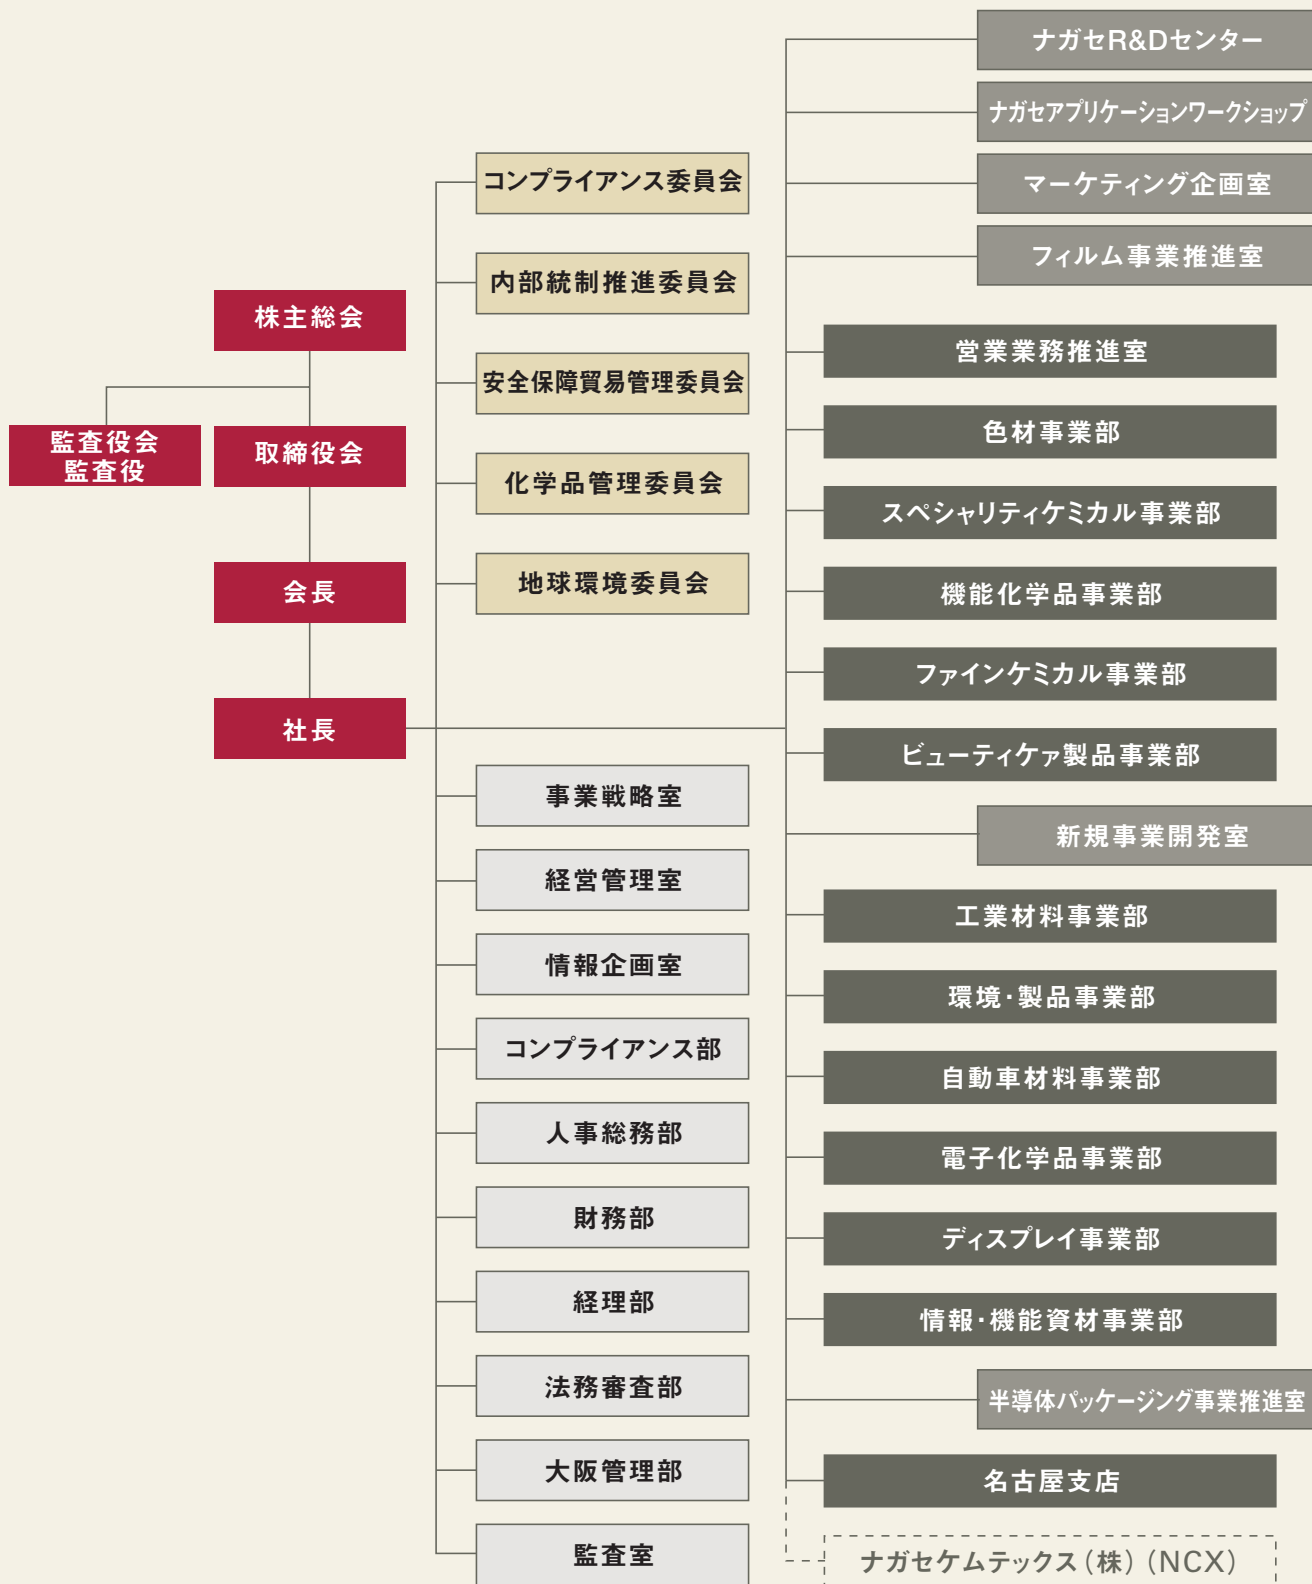 株主総会
監査役会
監査役
取締役会
会長
社長
コンプライアンス委員会
内部統制推進委員会
安全保障貿易管理委員会
化学品管理委員会
地球環境委員会
事業戦略室
経営管理室
情報企画室
コンプライアンス部
人事総務部
財務部
経理部
法務審査部
大阪管理部
監査室
ナガセR&Dセンター
ナガセアプリケーションワークショップ
マーケティング企画室
フィルム事業推進室
営業業務推進室
色材事業部
スペシャリティケミカル事業部
機能化学品事業部
ファインケミカル事業部
ビューティケァ製品事業部
新規事業開発室
工業材料事業部
環境・製品事業部
自動車材料事業部
電子化学品事業部
ディスプレイ事業部
情報・機能資材事業部
半導体パッケージング事業推進室
名古屋支店
ナガセケムテックス（株）（NCX）